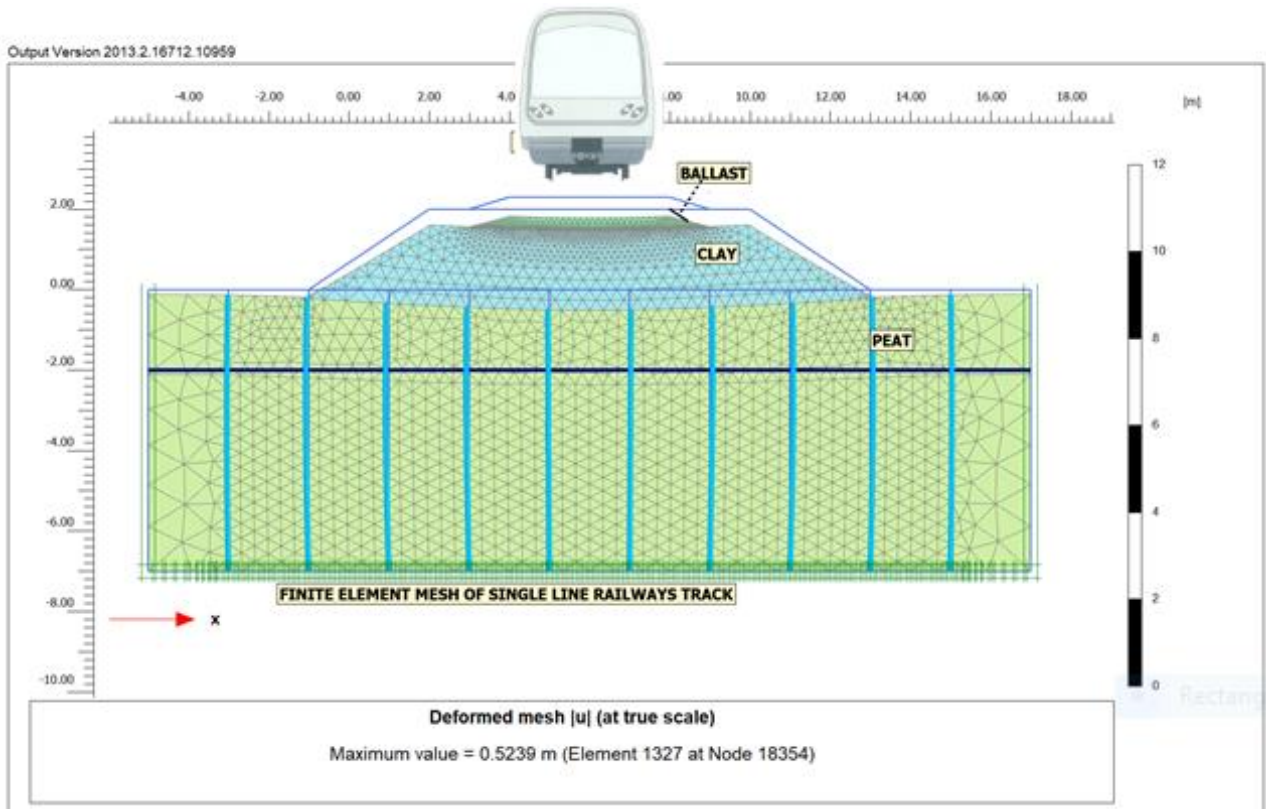 Output Version 2013.2.16712.10959
-4.00 -2.00 0.00 2.00 4.0 8.00 10.00 12.00 14.00 16.00 18.00 [m]
BALLAST
CLAY
PEAT
2.00
0.00
-2.00
-4.00
-6.00
-8.00
-10.00
12
10
8
6
4
2
0
FINITE ELEMENT MESH OF SINGLE LINE RAILWAYS TRACK
x
Rectang
Deformed mesh |u| (at true scale)
Maximum value = 0.5239 m (Element 1327 at Node 18354)